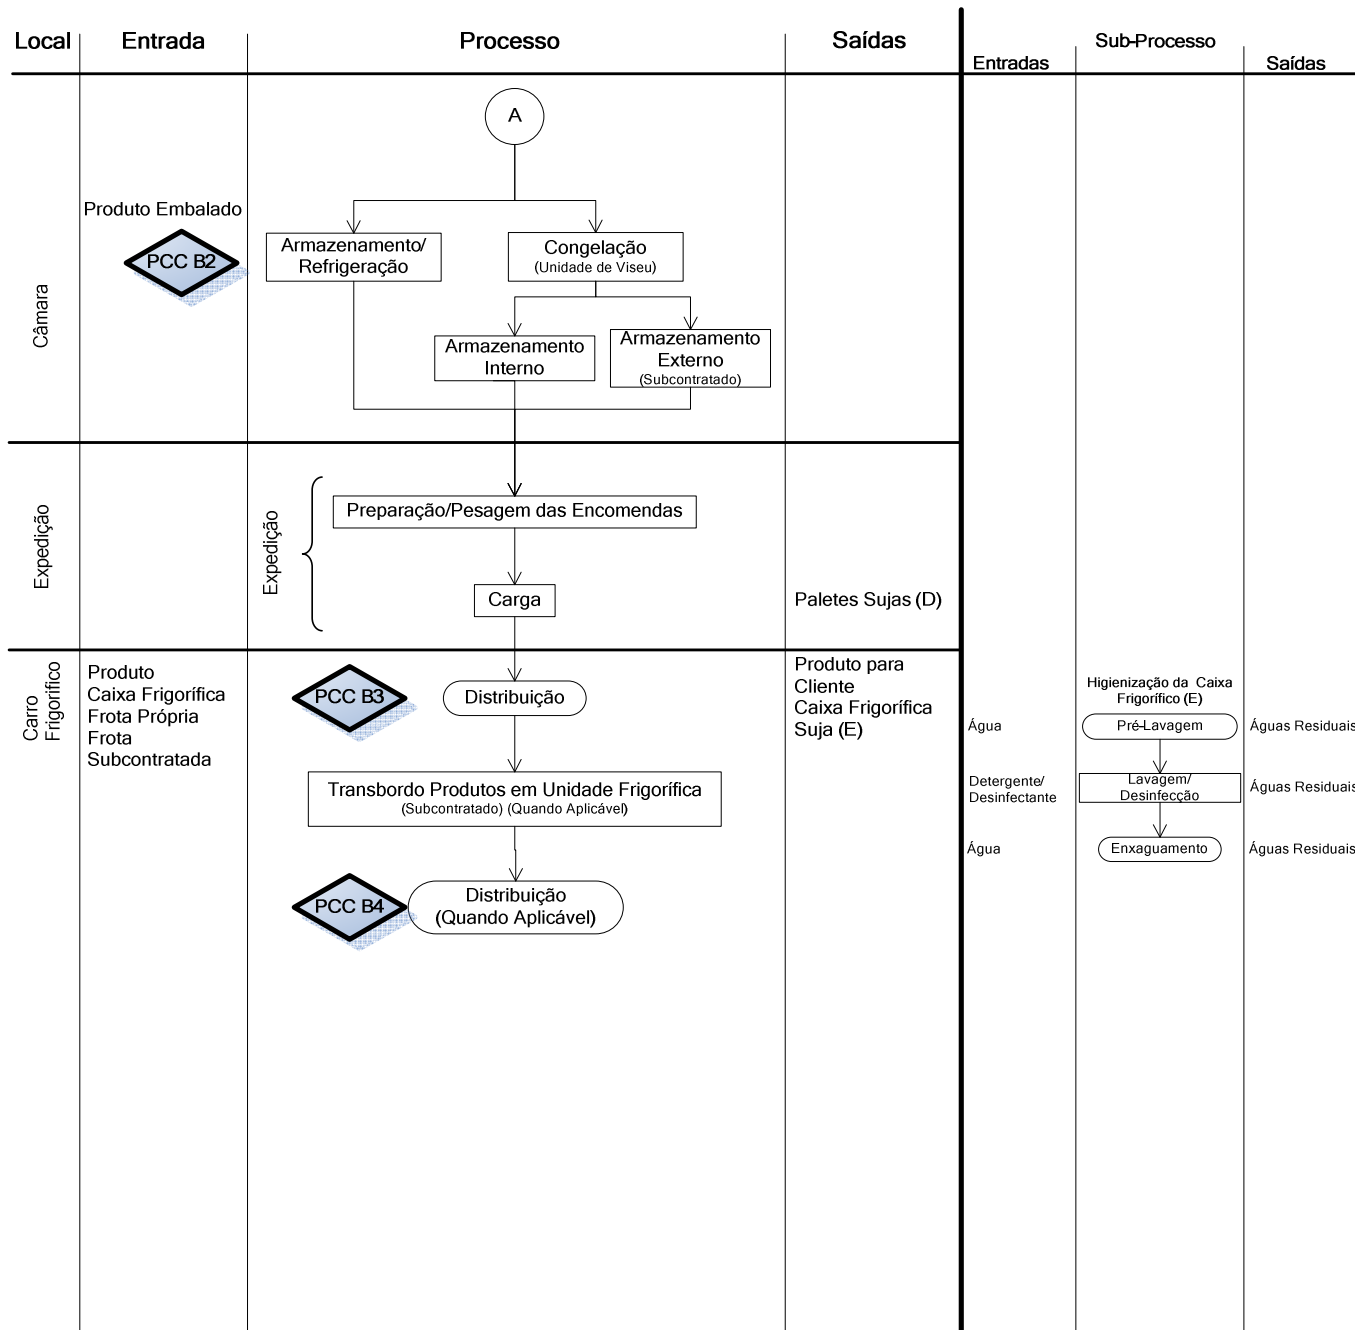 Local
Entrada
Processo
Saídas
Sub-Processo
Entradas
Saídas
A
Câmara
Produto Embalado
PCC B2
Armazenamento/
Refrigeração
Congelação
(Unidade de Viseu)
Armazenamento
Interno
Armazenamento
Externo
(Subcontratado)
Expedição
Expedição
Preparação/Pesagem das Encomendas
Carga
Paletes Sujas (D)
Carro
Frigorífico
Produto
Caixa Frigorífica
Frota Própria
Frota
Subcontratada
PCC B3
Distribuição
Transbordo Produtos em Unidade Frigorífica
(Subcontratado) (Quando Aplicável)
PCC B4
Distribuição
(Quando Aplicável)
Produto para
Cliente
Caixa Frigorífica
Suja (E)
Higienização da Caixa
Frigorífico (E)
Água
Pré-Lavagem
Águas Residuais
Detergente/
Desinfectante
Lavagem/
Desinfecção
Águas Residuais
Água
Enxaguamento
Águas Residuais